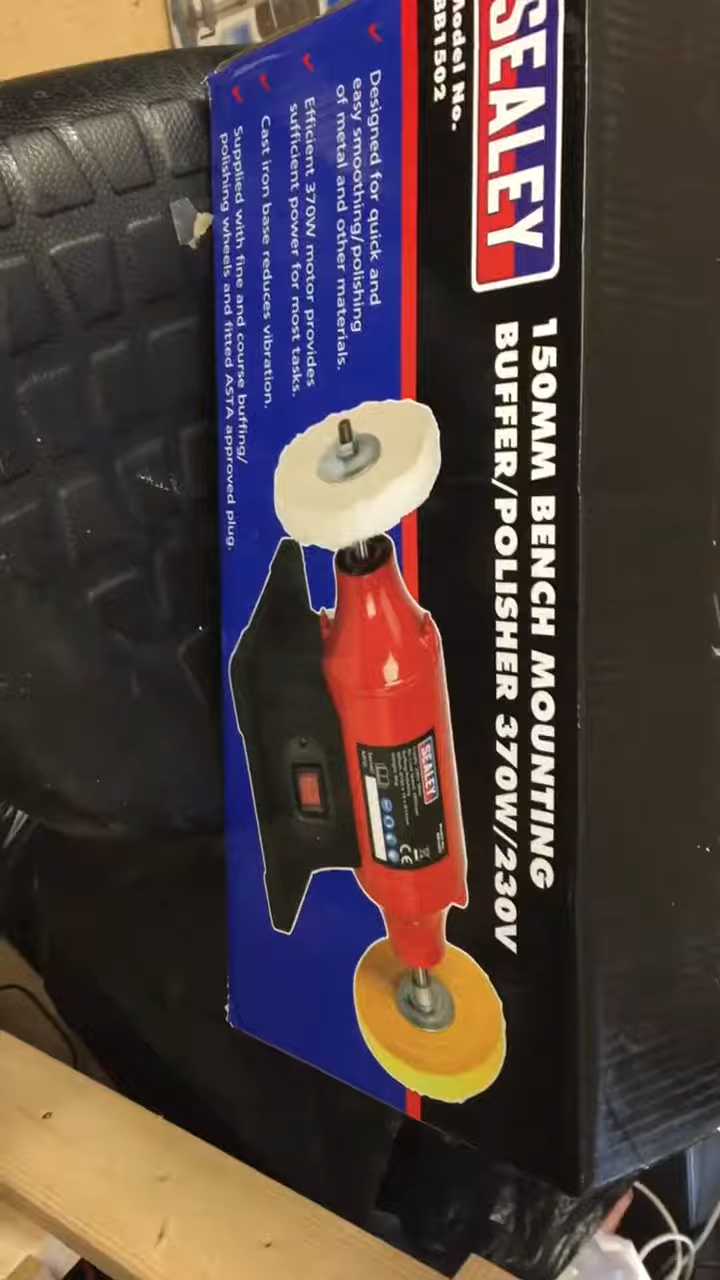 SEALEY
Model No.
BB1502
150MM BENCH MOUNTING
BUFFER/POLISHER 370W/230V
Designed for quick and
easy smoothing/polishing
of metal and other materials.
Efficient 370W motor provides
sufficient power for most tasks.
Cast iron base reduces vibration.
Supplied with fine and course buffing/
polishing wheels and fitted ASTA approved plug.
SEALEY
CE